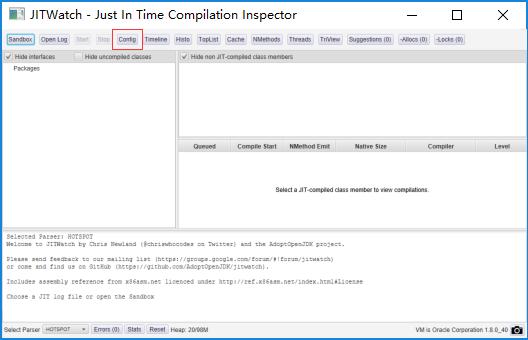 JITWatch - Just In Time Compilation Inspector
Sandbox Open Log Start Stop Config Timeline Histo TopList Cache NMethods Threads TriView Suggestions (0) -Allocs (0) -Locks (0)
Hide interfaces Hide uncompiled classes Hide non JIT-compiled class members
Packages
Queued Compile Start NMethod Emit Native Size Compiler Level
Select a JIT-compiled class member to view compilations.
Selected Parser: HOTSPOT
Welcome to JITWatch by Chris Newland (@chriswhocodes on Twitter) and the AdoptOpenJDK project.
Please send feedback to our mailing list (https://groups.google.com/forum/#!forum/jitwatch)
or come and find us on GitHub (https://github.com/AdoptOpenJDK/jitwatch).
Includes assembly reference from x86asm.net licenced under http://ref.x86asm.net/index.html#License
Choose a JIT log file or open the Sandbox
Select Parser HOTSPOT Errors (0) Stats Reset Heap: 20/98M VM is Oracle Corporation 1.8.0_40